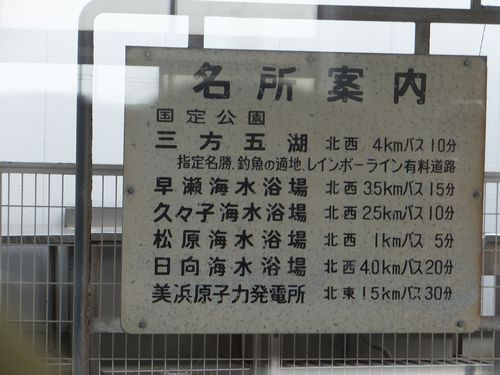 名所案内
国定公園
三方五湖 北西 4kmバス10分
指定名勝、釣魚の適地、レインボーライン有料道路
早瀬海水浴場 北西 3.5kmバス15分
久々子海水浴場 北西 2.5kmバス10分
松原海水浴場 北西 1kmバス 5分
日向海水浴場 北西 4.0kmバス20分
美浜原子力発電所 北東 15kmバス30分